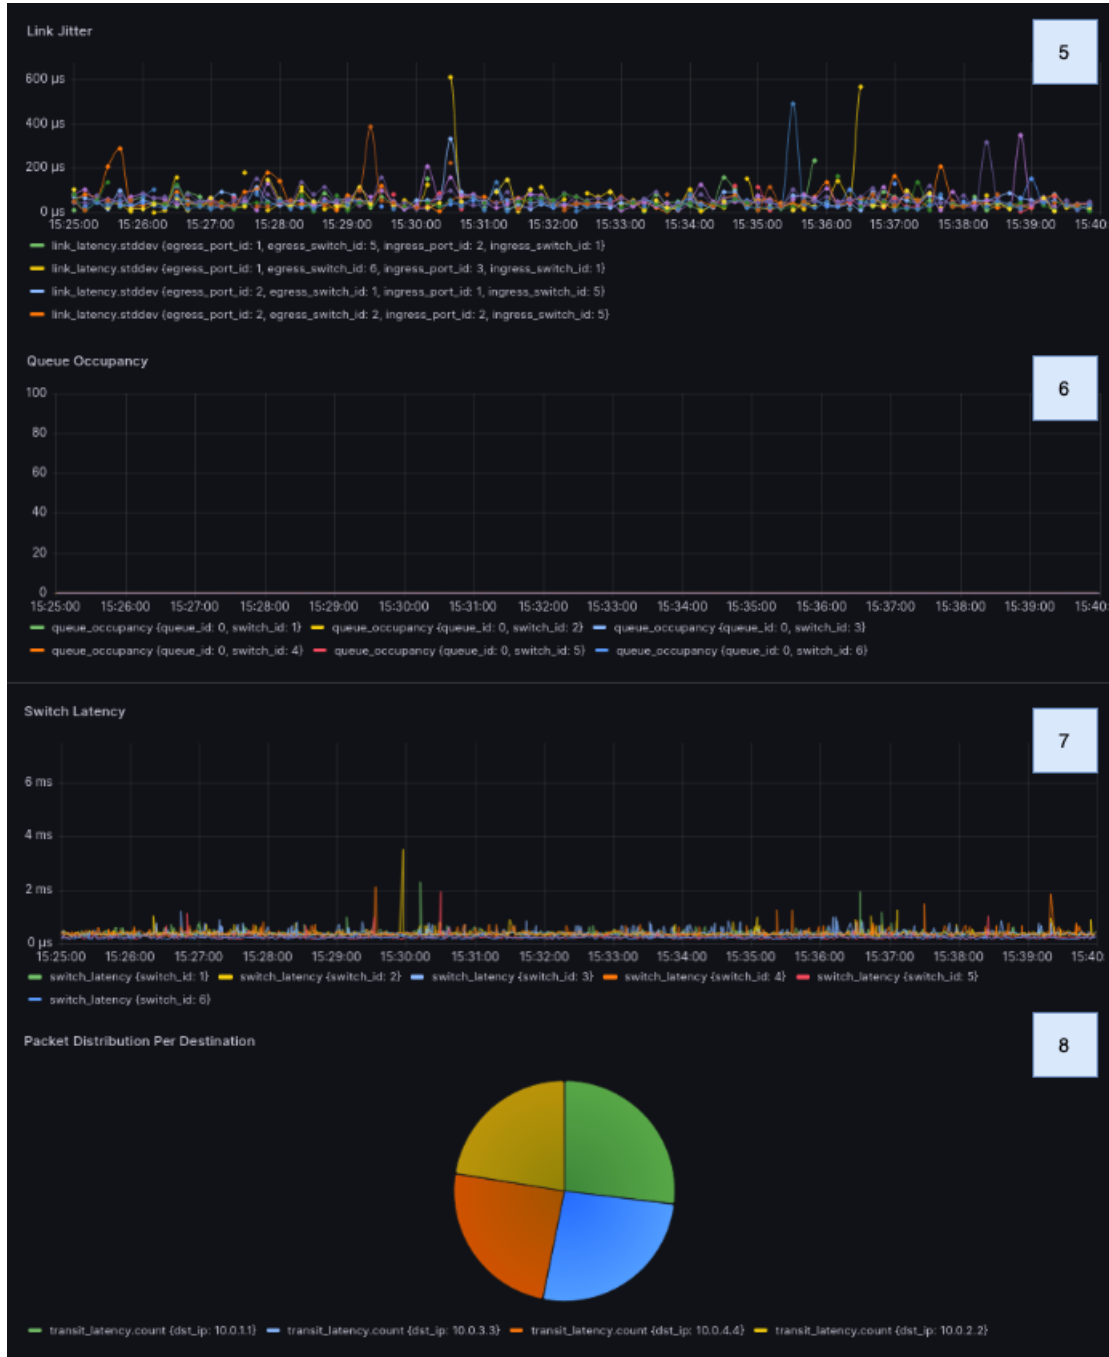 Link Jitter
5
600 µs
400 µs
200 µs
0 µs
15:25:00 15:26:00 15:27:00 15:28:00 15:29:00 15:30:00 15:31:00 15:32:00 15:33:00 15:34:00 15:35:00 15:36:00 15:37:00 15:38:00 15:39:00 15:40
link_latency.stddev {egress_port_id: 1, egress_switch_id: 5, ingress_port_id: 2, ingress_switch_id: 1}
link_latency.stddev {egress_port_id: 1, egress_switch_id: 6, ingress_port_id: 3, ingress_switch_id: 1}
link_latency.stddev {egress_port_id: 2, egress_switch_id: 1, ingress_port_id: 1, ingress_switch_id: 5}
link_latency.stddev {egress_port_id: 2, egress_switch_id: 2, ingress_port_id: 2, ingress_switch_id: 5}
Queue Occupancy
6
100
80
60
40
20
0
15:25:00 15:26:00 15:27:00 15:28:00 15:29:00 15:30:00 15:31:00 15:32:00 15:33:00 15:34:00 15:35:00 15:36:00 15:37:00 15:38:00 15:39:00 15:40:
queue_occupancy {queue_id: 0, switch_id: 1} queue_occupancy {queue_id: 0, switch_id: 2} queue_occupancy {queue_id: 0, switch_id: 3}
queue_occupancy {queue_id: 0, switch_id: 4} queue_occupancy {queue_id: 0, switch_id: 5} queue_occupancy {queue_id: 0, switch_id: 6}
Switch Latency
7
6 ms
4 ms
2 ms
0 µs
15:25:00 15:26:00 15:27:00 15:28:00 15:29:00 15:30:00 15:31:00 15:32:00 15:33:00 15:34:00 15:35:00 15:36:00 15:37:00 15:38:00 15:39:00 15:40
switch_latency {switch_id: 1} switch_latency {switch_id: 2} switch_latency {switch_id: 3} switch_latency {switch_id: 4} switch_latency {switch_id: 5}
switch_latency {switch_id: 6}
Packet Distribution Per Destination
8
transit_latency.count {dst_ip: 10.0.1.1} transit_latency.count {dst_ip: 10.0.3.3} transit_latency.count {dst_ip: 10.0.4.4} transit_latency.count {dst_ip: 10.0.2.2}